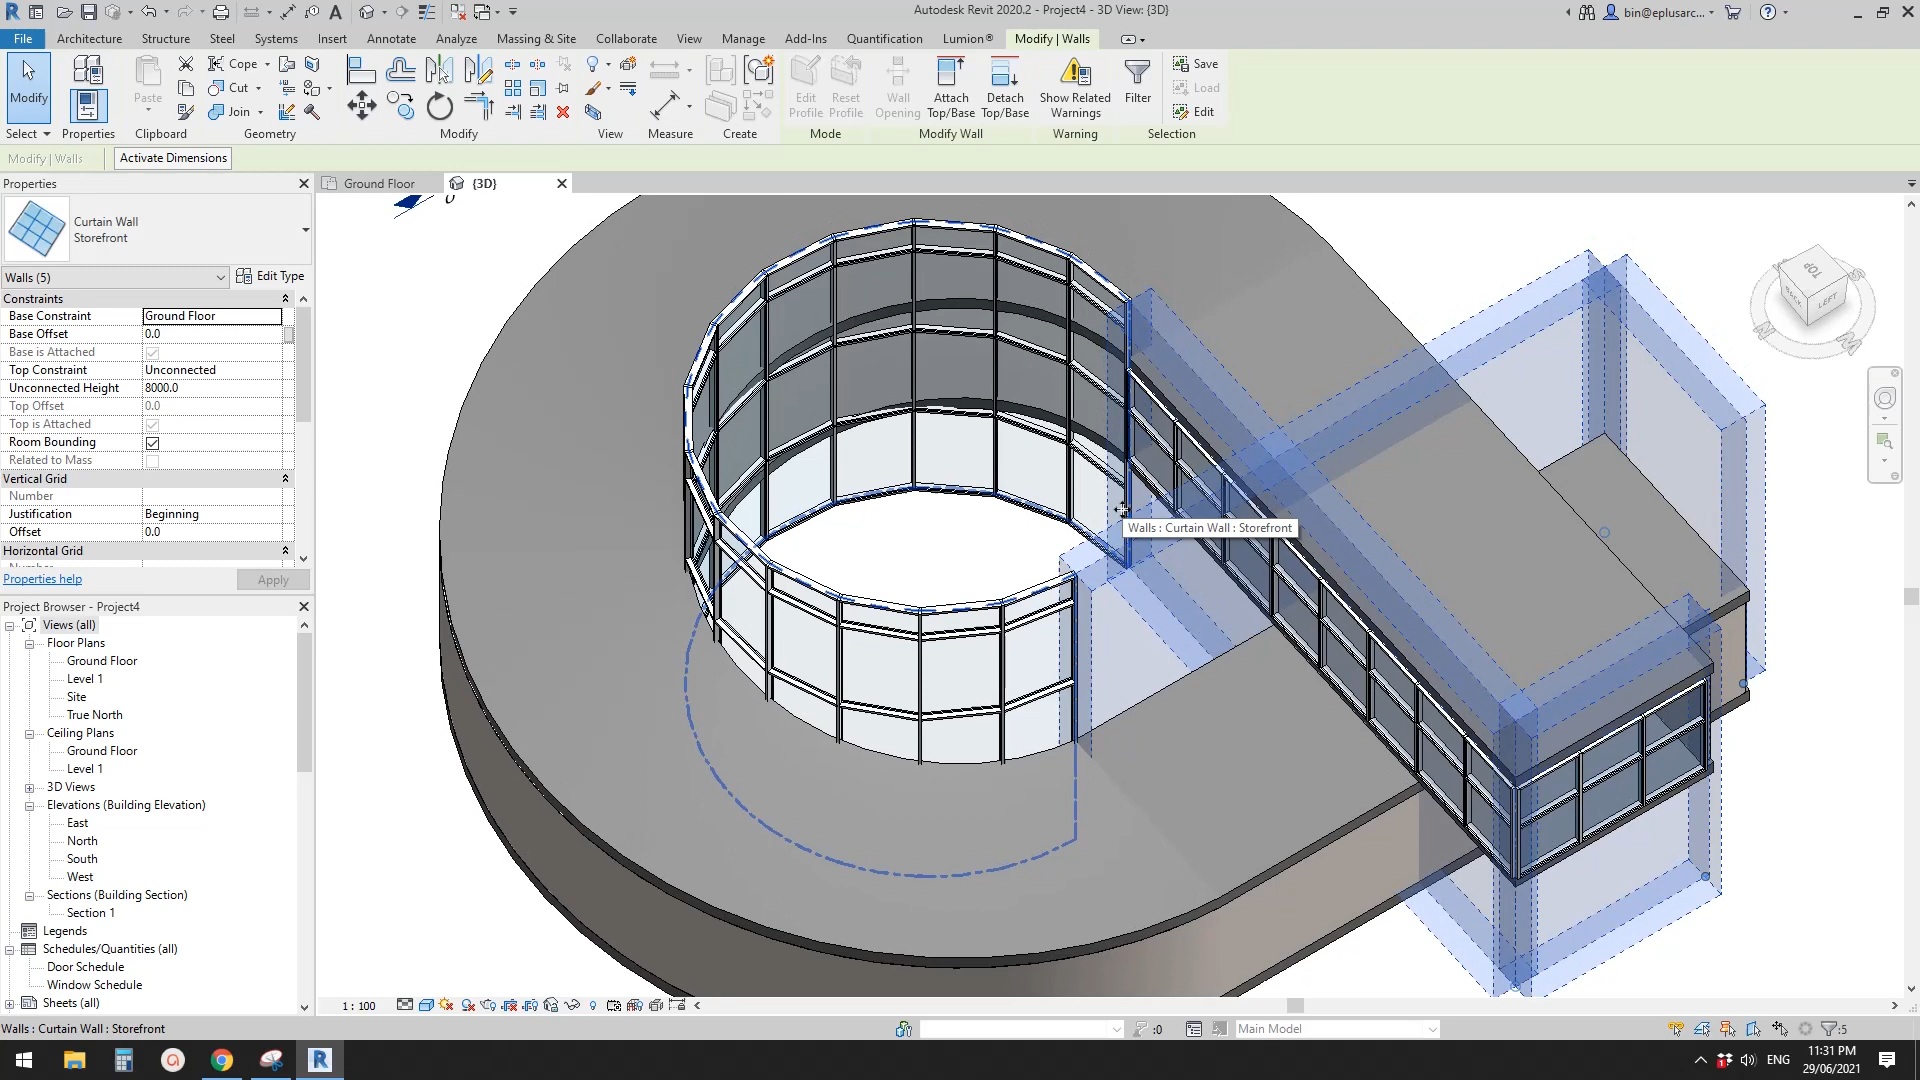 Autodesk Revit 2020.2 - Project4 - 3D View: {3D}
bin@eplusarc...
File Architecture Structure Steel Systems Insert Annotate Analyze Massing & Site Collaborate View Manage Add-Ins Quantification Lumion® Modify | Walls
Modify
Select
Properties
Paste
Clipboard
Cope
Cut
Join
Geometry
Modify
View
Measure
Create
Edit
Profile
Reset
Profile
Mode
Wall
Opening
Attach
Top/Base
Detach
Top/Base
Modify Wall
Show Related
Warnings
Warning
Filter
Save
Load
Edit
Selection
Modify | Walls
Activate Dimensions
Properties
Ground Floor
{3D}
Curtain Wall
Storefront
Walls (5)
Edit Type
Constraints
Base Constraint Ground Floor
Base Offset 0.0
Base is Attached
Top Constraint Unconnected
Unconnected Height 8000.0
Top Offset 0.0
Top is Attached
Room Bounding
Related to Mass
Vertical Grid
Number
Justification Beginning
Offset 0.0
Horizontal Grid
Properties help
Apply
Project Browser - Project4
Views (all)
Floor Plans
Ground Floor
Level 1
Site
True North
Ceiling Plans
Ground Floor
Level 1
3D Views
Elevations (Building Elevation)
East
North
South
West
Sections (Building Section)
Section 1
Legends
Schedules/Quantities (all)
Door Schedule
Window Schedule
Sheets (all)
TOP
BACK
LEFT
S
N
W
Walls : Curtain Wall : Storefront
1 : 100
Walls : Curtain Wall : Storefront
:0
Main Model
:5
ENG
11:31 PM
29/06/2021